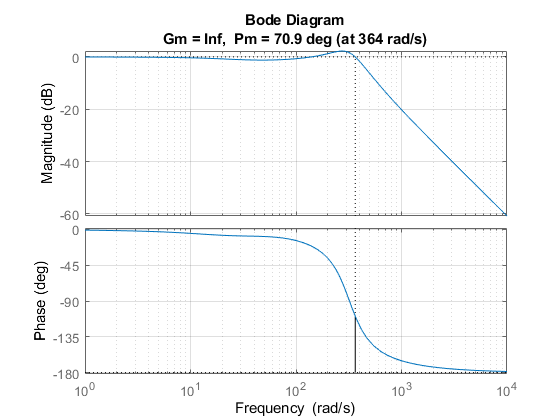 Bode Diagram
Gm = Inf, Pm = 70.9 deg (at 364 rad/s)
Magnitude (dB)
0
-20
-40
-60
Phase (deg)
0
-45
-90
-135
-180
10^0
10^1
10^2
10^3
10^4
Frequency (rad/s)